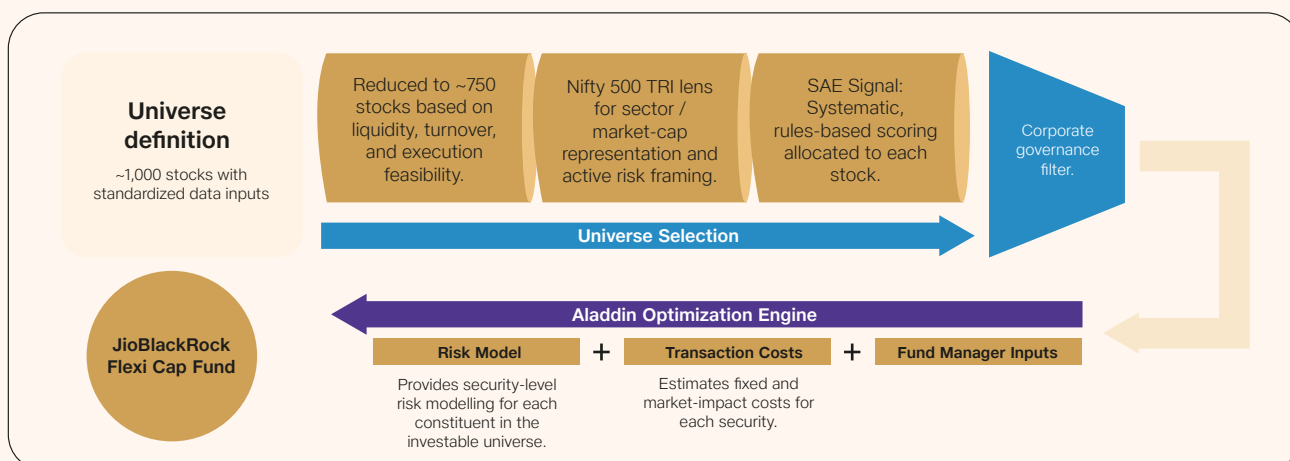 Universe
definition
~1,000 stocks with
standardized data inputs
Reduced to ~750
stocks based on
liquidity, turnover,
and execution
feasibility.
Nifty 500 TRI lens
for sector /
market-cap
representation and
active risk framing.
SAE Signal:
Systematic,
rules-based scoring
allocated to each
stock.
Corporate
governance
filter.
Universe Selection
Aladdin Optimization Engine
JioBlackRock
Flexi Cap Fund
Risk Model
+
Transaction Costs
+
Fund Manager Inputs
Provides security-level
risk modelling for each
constituent in the
investable universe.
Estimates fixed and
market-impact costs for
each security.